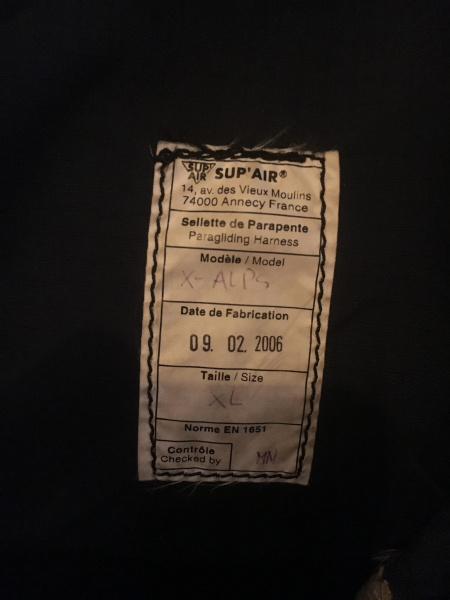 SUP' AIR SUP'AIR®
14, av. des Vieux Moulins
74000 Annecy France
Sellette de Parapente
Paragliding Harness
Modèle / Model
X-ALPS
Date de Fabrication
09. 02. 2006
Taille / Size
XL
Norme EN 1651
Contrôle
Checked by
MN